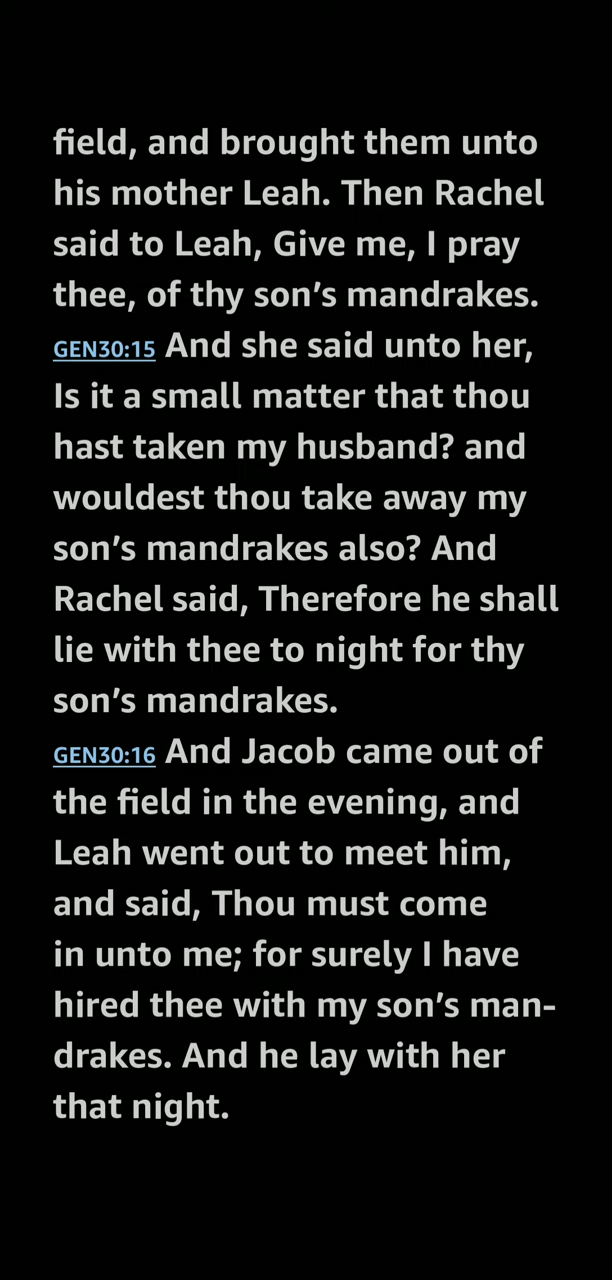 field, and brought them unto
his mother Leah. Then Rachel
said to Leah, Give me, I pray
thee, of thy son’s mandrakes.
GEN30:15 And she said unto her,
Is it a small matter that thou
hast taken my husband? and
wouldest thou take away my
son’s mandrakes also? And
Rachel said, Therefore he shall
lie with thee to night for thy
son’s mandrakes.
GEN30:16 And Jacob came out of
the field in the evening, and
Leah went out to meet him,
and said, Thou must come
in unto me; for surely I have
hired thee with my son’s man-
drakes. And he lay with her
that night.